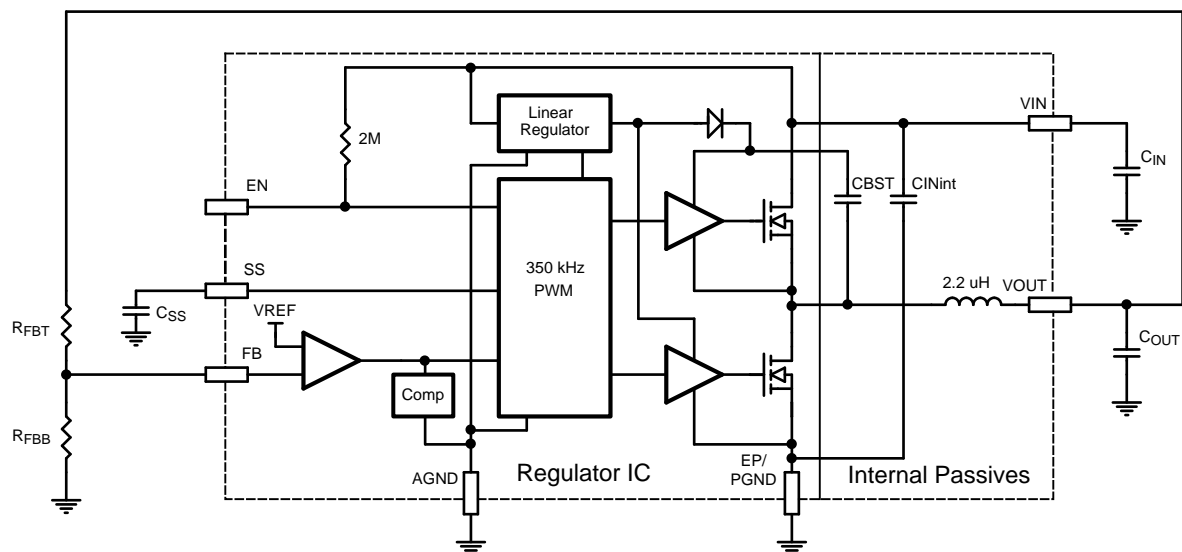 Linear
Regulator
VIN
2M
CIN
CBST
CINint
EN
350 kHz
PWM
SS
2.2 uH
VOUT
CSS
VREF
RFBT
COUT
FB
Comp
RFBB
AGND
Regulator IC
EP/
PGND
Internal Passives